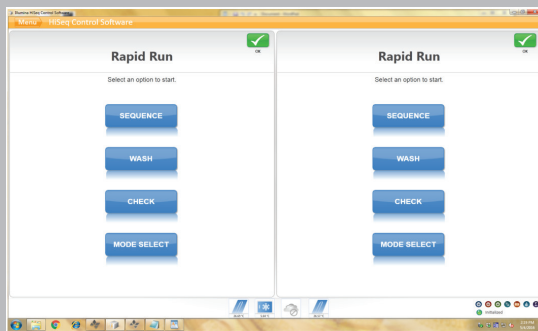 Illumina HiSeq Control Software
Menu HiSeq Control Software
Rapid Run
OK
Select an option to start.
SEQUENCE
WASH
CHECK
MODE SELECT
Rapid Run
OK
Select an option to start.
SEQUENCE
WASH
CHECK
MODE SELECT
Initialized